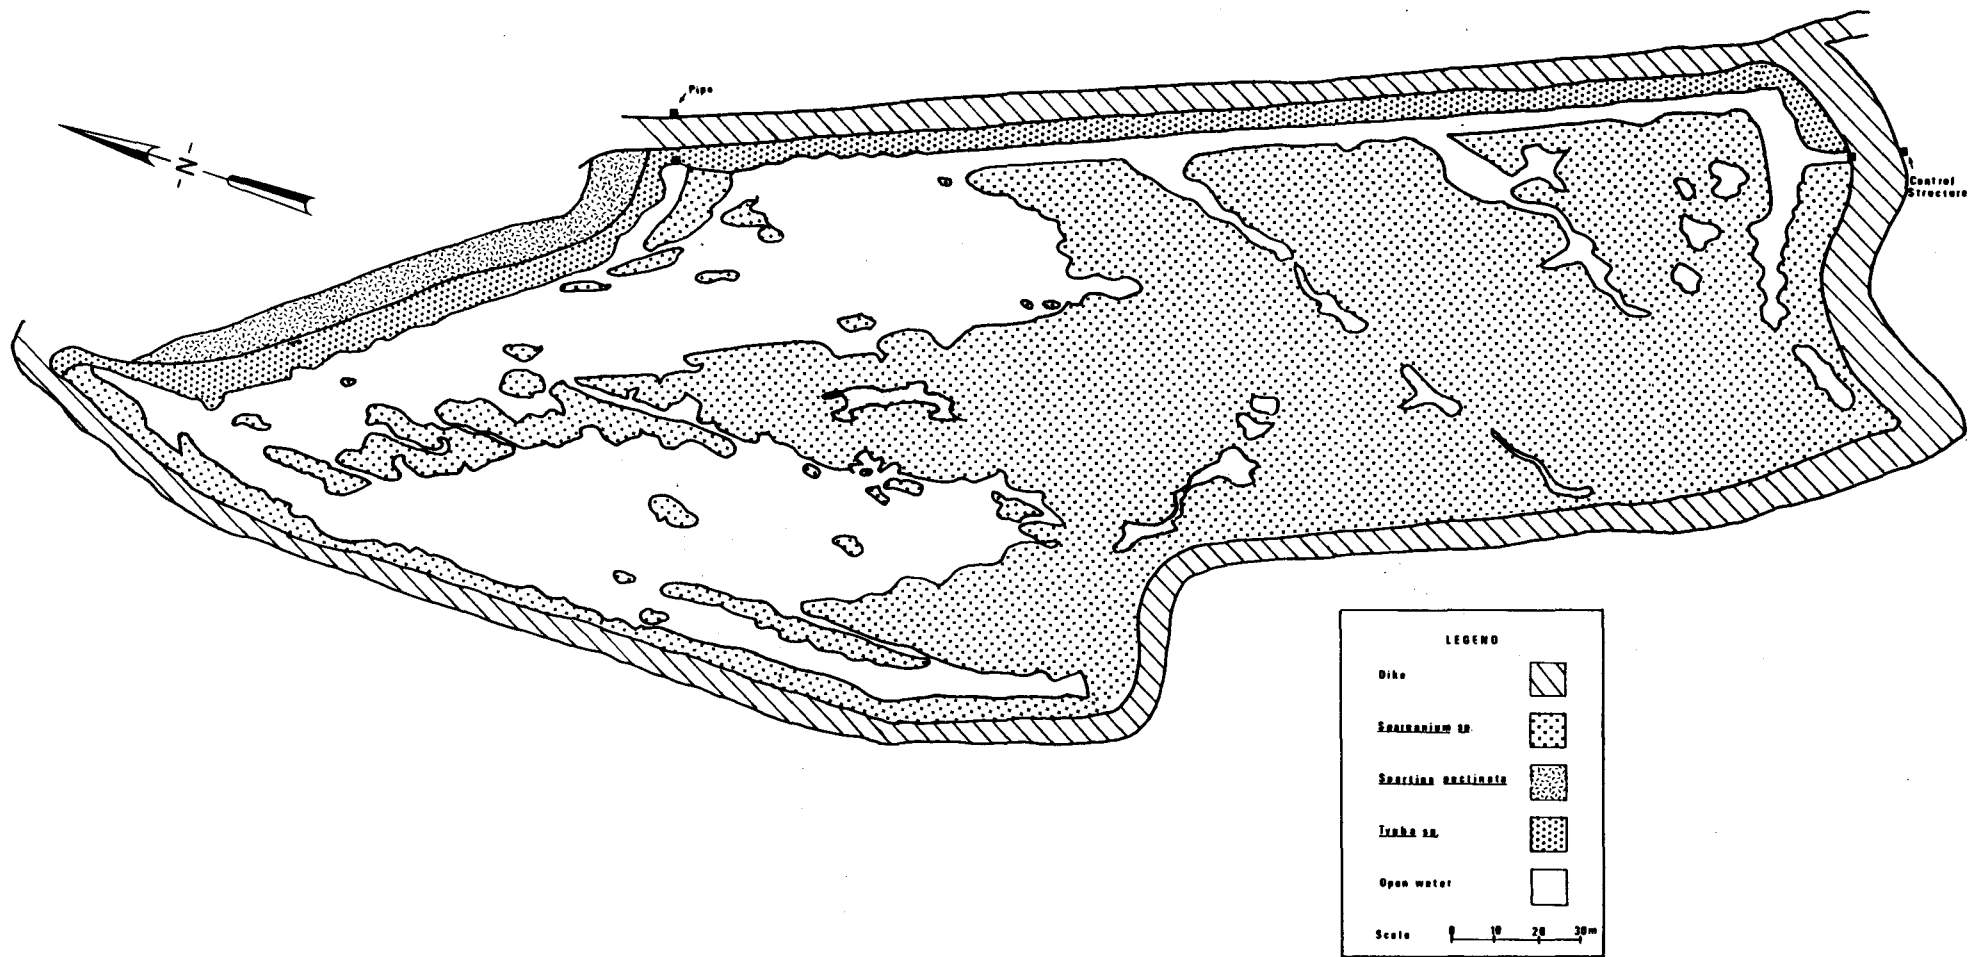 Pipe
-N-
Control
Structure
LEGEND
Dike
Sparganium sp.
Spartina pectinata
Typha sp.
Open water
Scale 0 10 20 30m